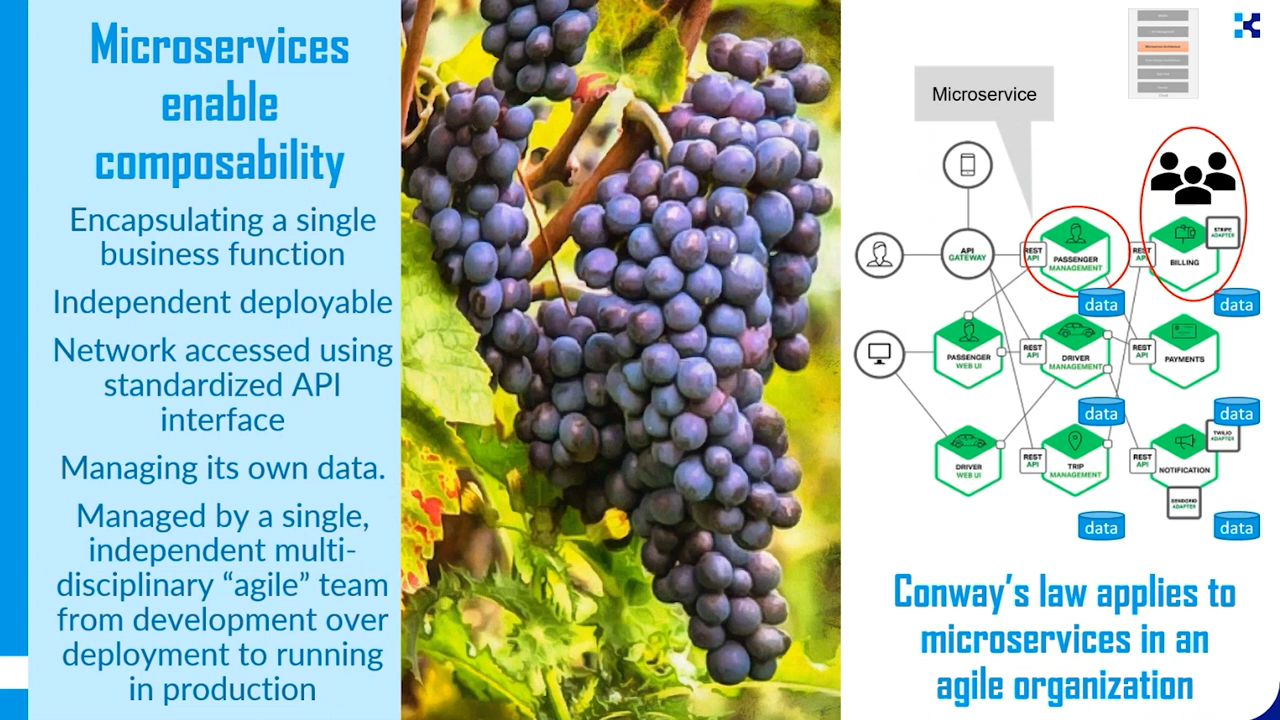 Microservices
enable
composability
Encapsulating a single
business function
Independent deployable
Network accessed using
standardized API
interface
Managing its own data.
Managed by a single,
independent multi-
disciplinary “agile” team
from development over
deployment to running
in production
Microservice
API
GATEWAY
REST
API
PASSENGER
MANAGEMENT
REST
API
BILLING
STRIPE
ADAPTER
data
data
PASSENGER
WEB UI
REST
API
DRIVER
MANAGEMENT
REST
API
PAYMENTS
data
data
DRIVER
WEB UI
REST
API
TRIP
MANAGEMENT
REST
API
NOTIFICATION
TWILIO
ADAPTER
SENDGRID
ADAPTER
data
data
Conway’s law applies to
microservices in an
agile organization